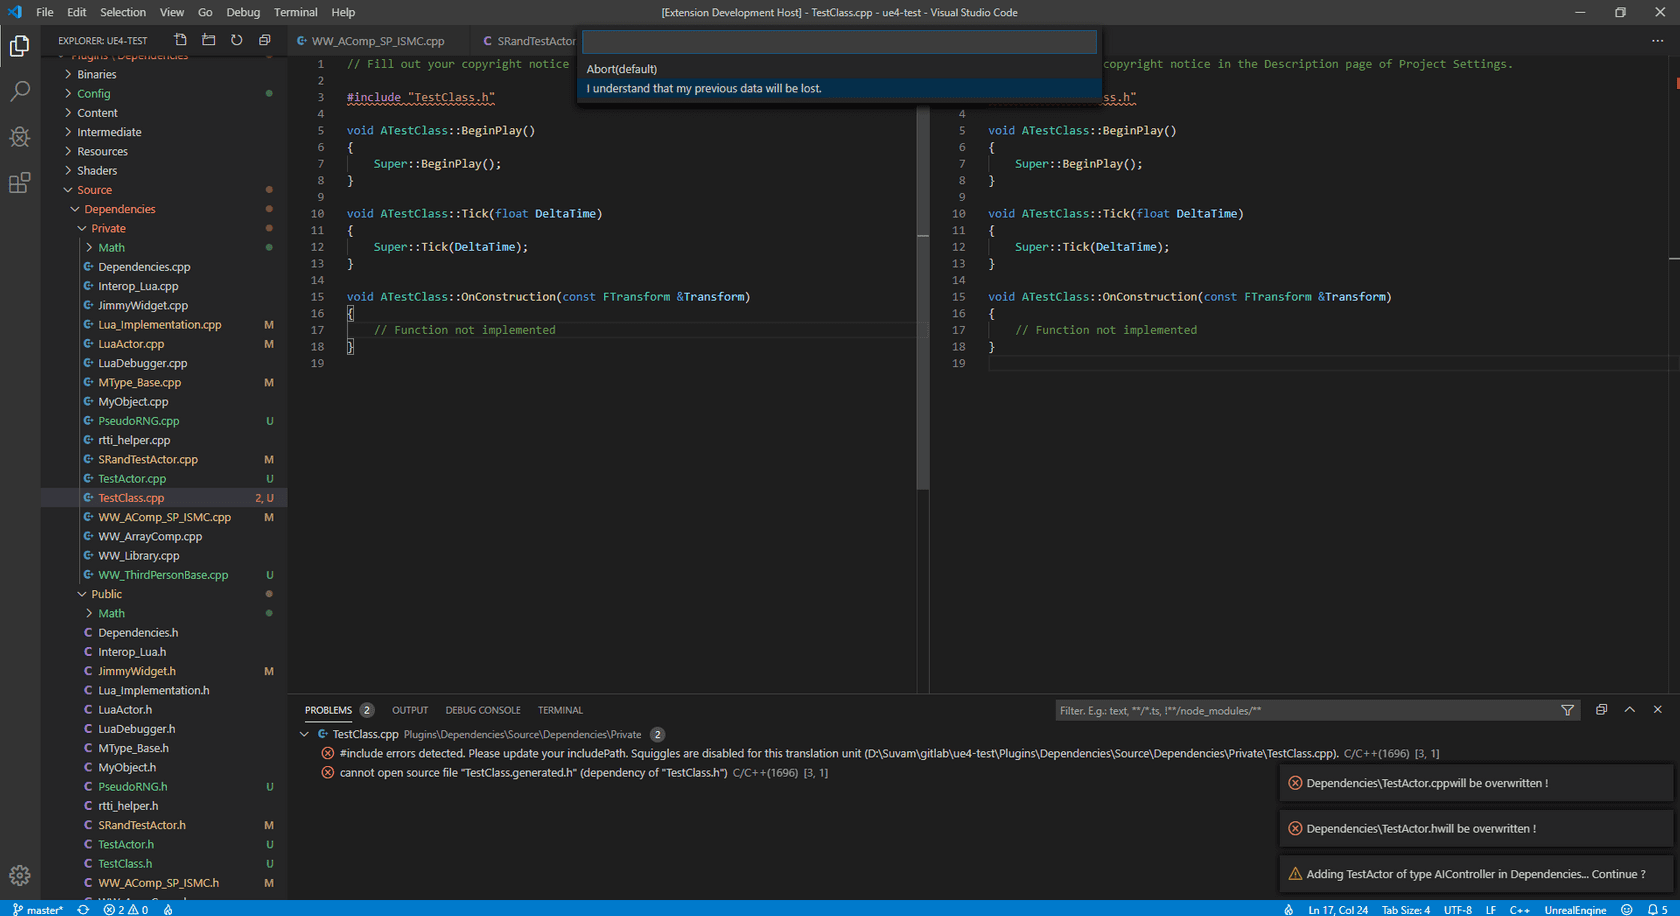 File Edit Selection View Go Debug Terminal Help
[Extension Development Host] - TestClass.cpp - ue4-test - Visual Studio Code
EXPLORER: UE4-TEST
WW_AComp_SP_ISMC.cpp
SRandTestActor
Abort(default)
I understand that my previous data will be lost.
Plugins \ Dependencies
Binaries
Config
Content
Intermediate
Resources
Shaders
Source
Dependencies
Private
Math
Dependencies.cpp
Interop_Lua.cpp
JimmyWidget.cpp
Lua_Implementation.cpp M
LuaActor.cpp M
LuaDebugger.cpp
MType_Base.cpp M
MyObject.cpp
PseudoRNG.cpp U
rtti_helper.cpp
SRandTestActor.cpp M
TestActor.cpp U
TestClass.cpp 2, U
WW_AComp_SP_ISMC.cpp M
WW_ArrayComp.cpp
WW_Library.cpp
WW_ThirdPersonBase.cpp U
Public
Math
Dependencies.h
Interop_Lua.h
JimmyWidget.h M
Lua_Implementation.h
LuaActor.h
LuaDebugger.h
MType_Base.h
MyObject.h
PseudoRNG.h U
rtti_helper.h
SRandTestActor.h M
TestActor.h U
TestClass.h U
WW_AComp_SP_ISMC.h M
1 // Fill out your copyright notice
2
3 #include "TestClass.h"
4
5 void ATestClass::BeginPlay()
6 {
7 Super::BeginPlay();
8 }
9
10 void ATestClass::Tick(float DeltaTime)
11 {
12 Super::Tick(DeltaTime);
13 }
14
15 void ATestClass::OnConstruction(const FTransform &Transform)
16 {
17 // Function not implemented
18 }
19
copyright notice in the Description page of Project Settings.
ss.h"
4
5 void ATestClass::BeginPlay()
6 {
7 Super::BeginPlay();
8 }
9
10 void ATestClass::Tick(float DeltaTime)
11 {
12 Super::Tick(DeltaTime);
13 }
14
15 void ATestClass::OnConstruction(const FTransform &Transform)
16 {
17 // Function not implemented
18 }
19
PROBLEMS 2 OUTPUT DEBUG CONSOLE TERMINAL
Filter. E.g.: text, **/*.ts, !**/node_modules/**
TestClass.cpp Plugins\Dependencies\Source\Dependencies\Private 2
#include errors detected. Please update your includePath. Squiggles are disabled for this translation unit (D:\Suvam\gitlab\ue4-test\Plugins\Dependencies\Source\Dependencies\Private\TestClass.cpp). C/C++(1696) [3, 1]
cannot open source file "TestClass.generated.h" (dependency of "TestClass.h") C/C++(1696) [3, 1]
Dependencies\TestActor.cppwill be overwritten !
Dependencies\TestActor.hwill be overwritten !
Adding TestActor of type AIController in Dependencies... Continue ?
master* 2 0
Ln 17, Col 24 Tab Size: 4 UTF-8 LF C++ UnrealEngine 5